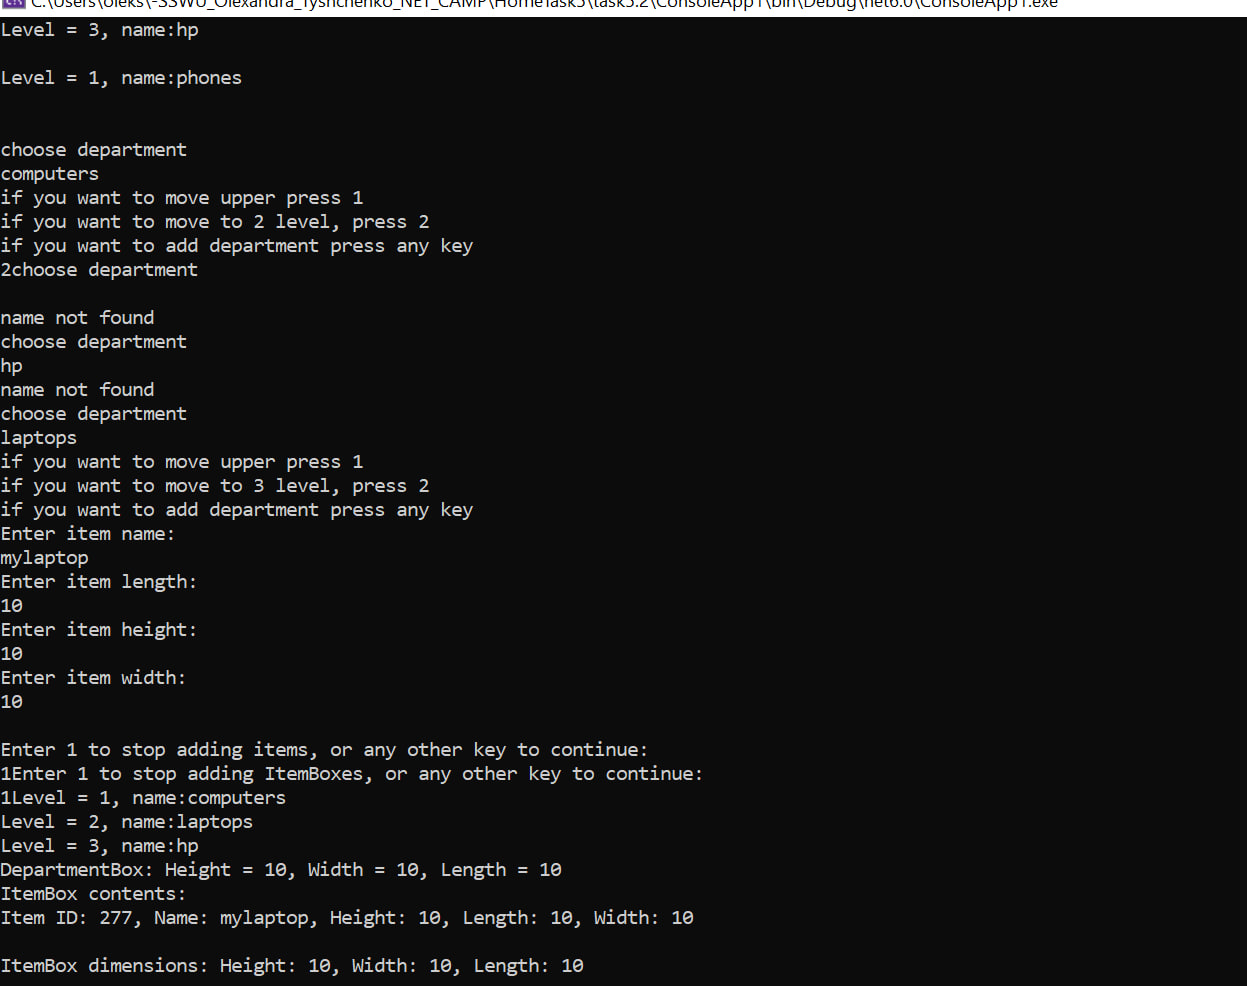 C:\Users\oleks\-SSWU_Olexandra_Tyshchenko_NET_CAMP\HomeTask5\task5.2\ConsoleApp1\bin\Debug\net6.0\ConsoleApp1.exe
Level = 3, name:hp
Level = 1, name:phones
choose department
computers
if you want to move upper press 1
if you want to move to 2 level, press 2
if you want to add department press any key
2choose department
name not found
choose department
hp
name not found
choose department
laptops
if you want to move upper press 1
if you want to move to 3 level, press 2
if you want to add department press any key
Enter item name:
mylaptop
Enter item length:
10
Enter item height:
10
Enter item width:
10
Enter 1 to stop adding items, or any other key to continue:
1Enter 1 to stop adding ItemBoxes, or any other key to continue:
1Level = 1, name:computers
Level = 2, name:laptops
Level = 3, name:hp
DepartmentBox: Height = 10, Width = 10, Length = 10
ItemBox contents:
Item ID: 277, Name: mylaptop, Height: 10, Length: 10, Width: 10
ItemBox dimensions: Height: 10, Width: 10, Length: 10